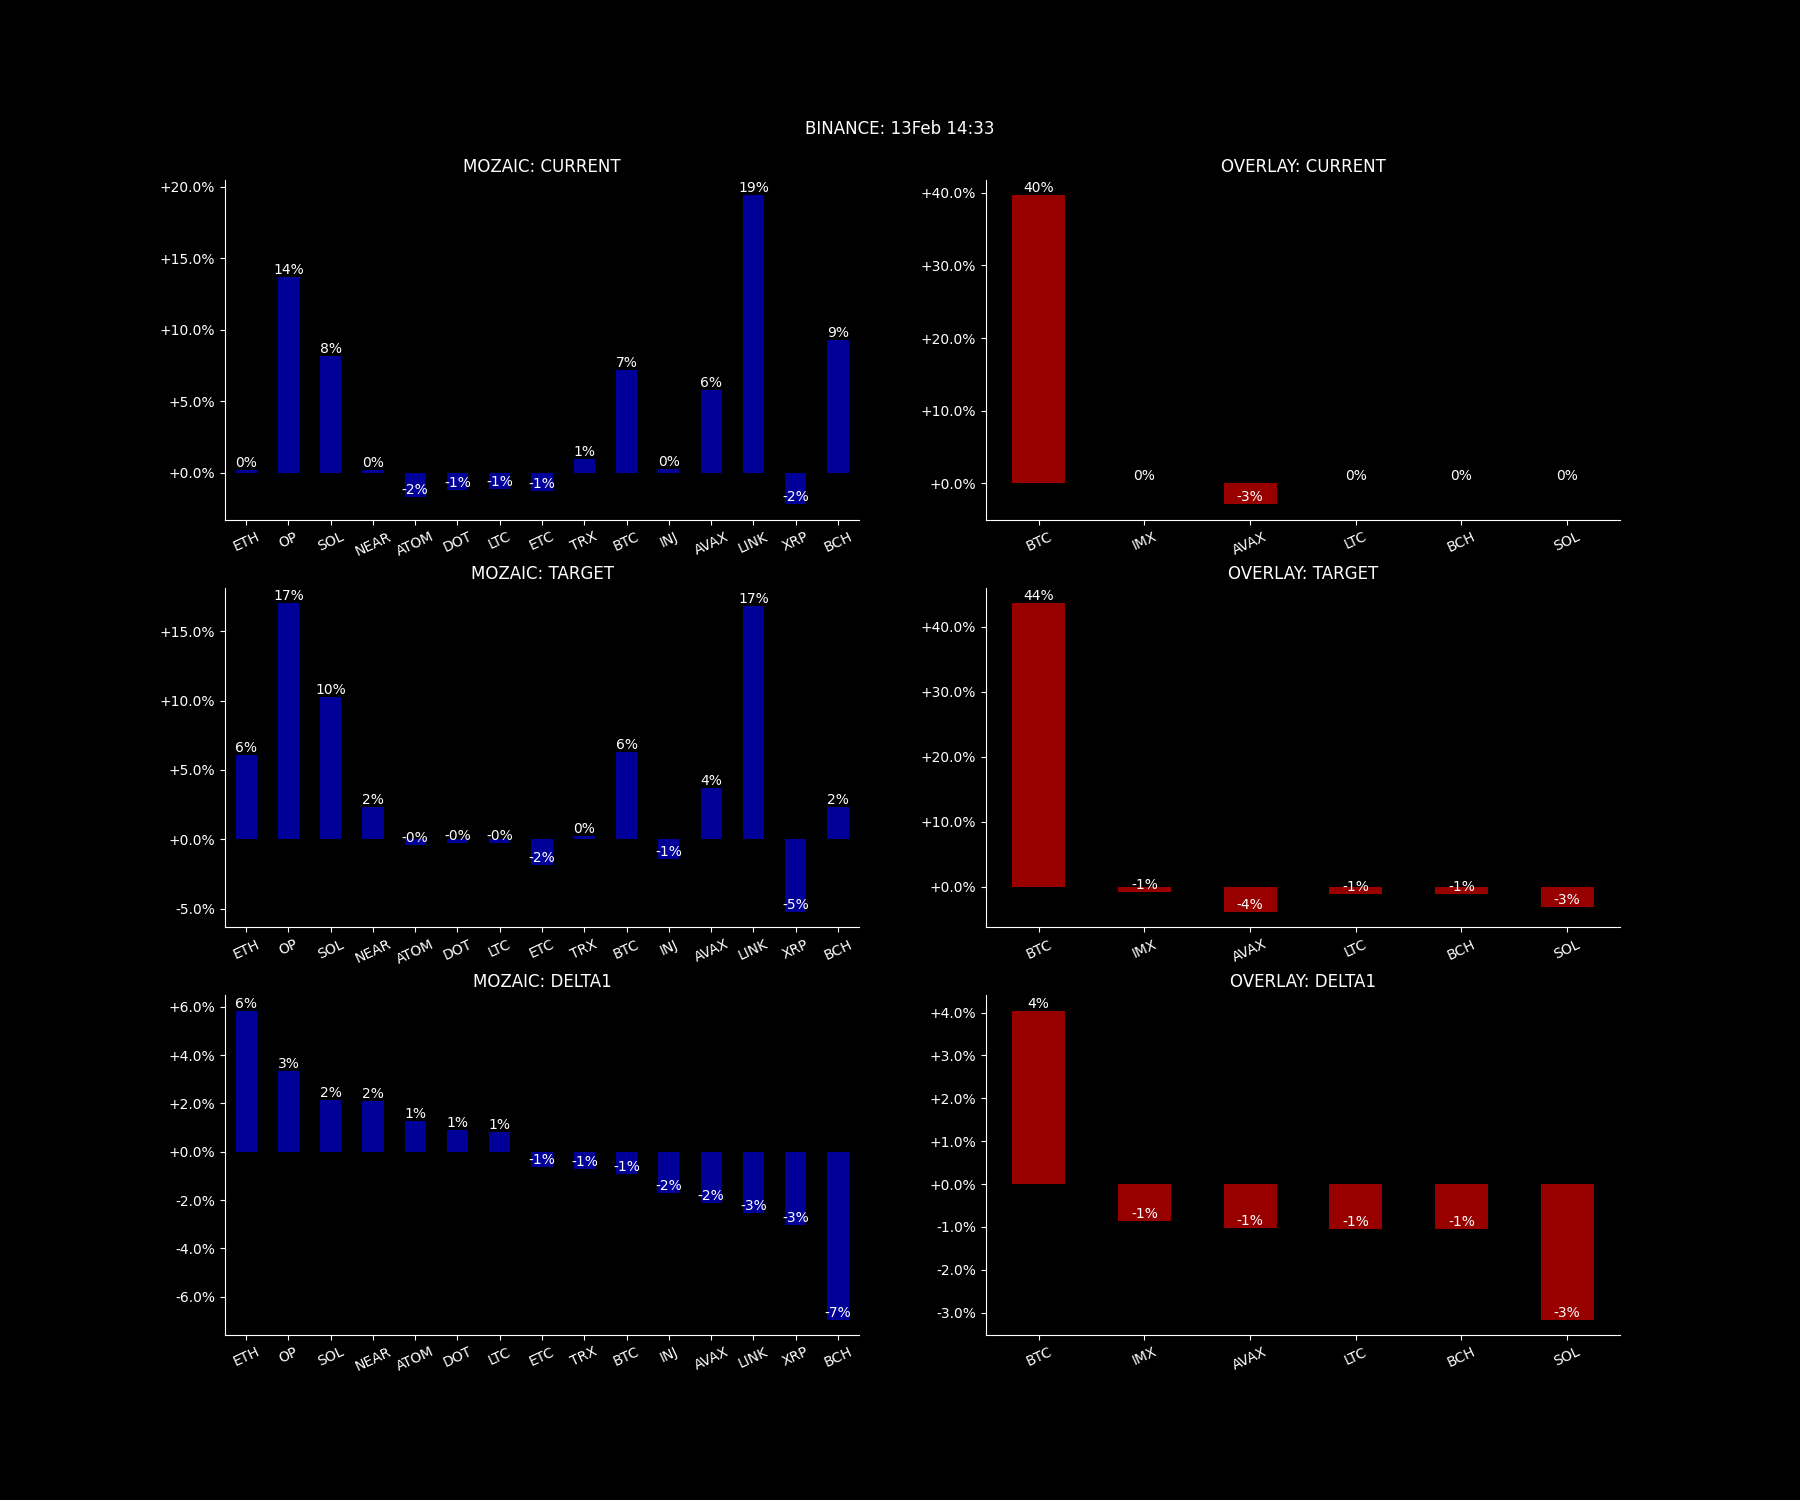 BINANCE: 13Feb 14:33
MOZAIC: CURRENT
+20.0%
+15.0%
+10.0%
+5.0%
+0.0%
0% 14% 8% 0% -2% -1% -1% -1% 1% 7% 0% 6% 19% -2% 9%
ETH OP SOL NEAR ATOM DOT LTC ETC TRX BTC INJ AVAX LINK XRP BCH
OVERLAY: CURRENT
+40.0%
+30.0%
+20.0%
+10.0%
+0.0%
40% 0% -3% 0% 0% 0%
BTC IMX AVAX LTC BCH SOL
MOZAIC: TARGET
+15.0%
+10.0%
+5.0%
+0.0%
-5.0%
6% 17% 10% 2% -0% -0% -0% -2% 0% 6% -1% 4% 17% -5% 2%
ETH OP SOL NEAR ATOM DOT LTC ETC TRX BTC INJ AVAX LINK XRP BCH
OVERLAY: TARGET
+40.0%
+30.0%
+20.0%
+10.0%
+0.0%
44% -1% -4% -1% -1% -3%
BTC IMX AVAX LTC BCH SOL
MOZAIC: DELTA1
+6.0%
+4.0%
+2.0%
+0.0%
-2.0%
-4.0%
-6.0%
6% 3% 2% 2% 1% 1% 1% -1% -1% -1% -2% -2% -3% -3% -7%
ETH OP SOL NEAR ATOM DOT LTC ETC TRX BTC INJ AVAX LINK XRP BCH
OVERLAY: DELTA1
+4.0%
+3.0%
+2.0%
+1.0%
+0.0%
-1.0%
-2.0%
-3.0%
4% -1% -1% -1% -1% -3%
BTC IMX AVAX LTC BCH SOL